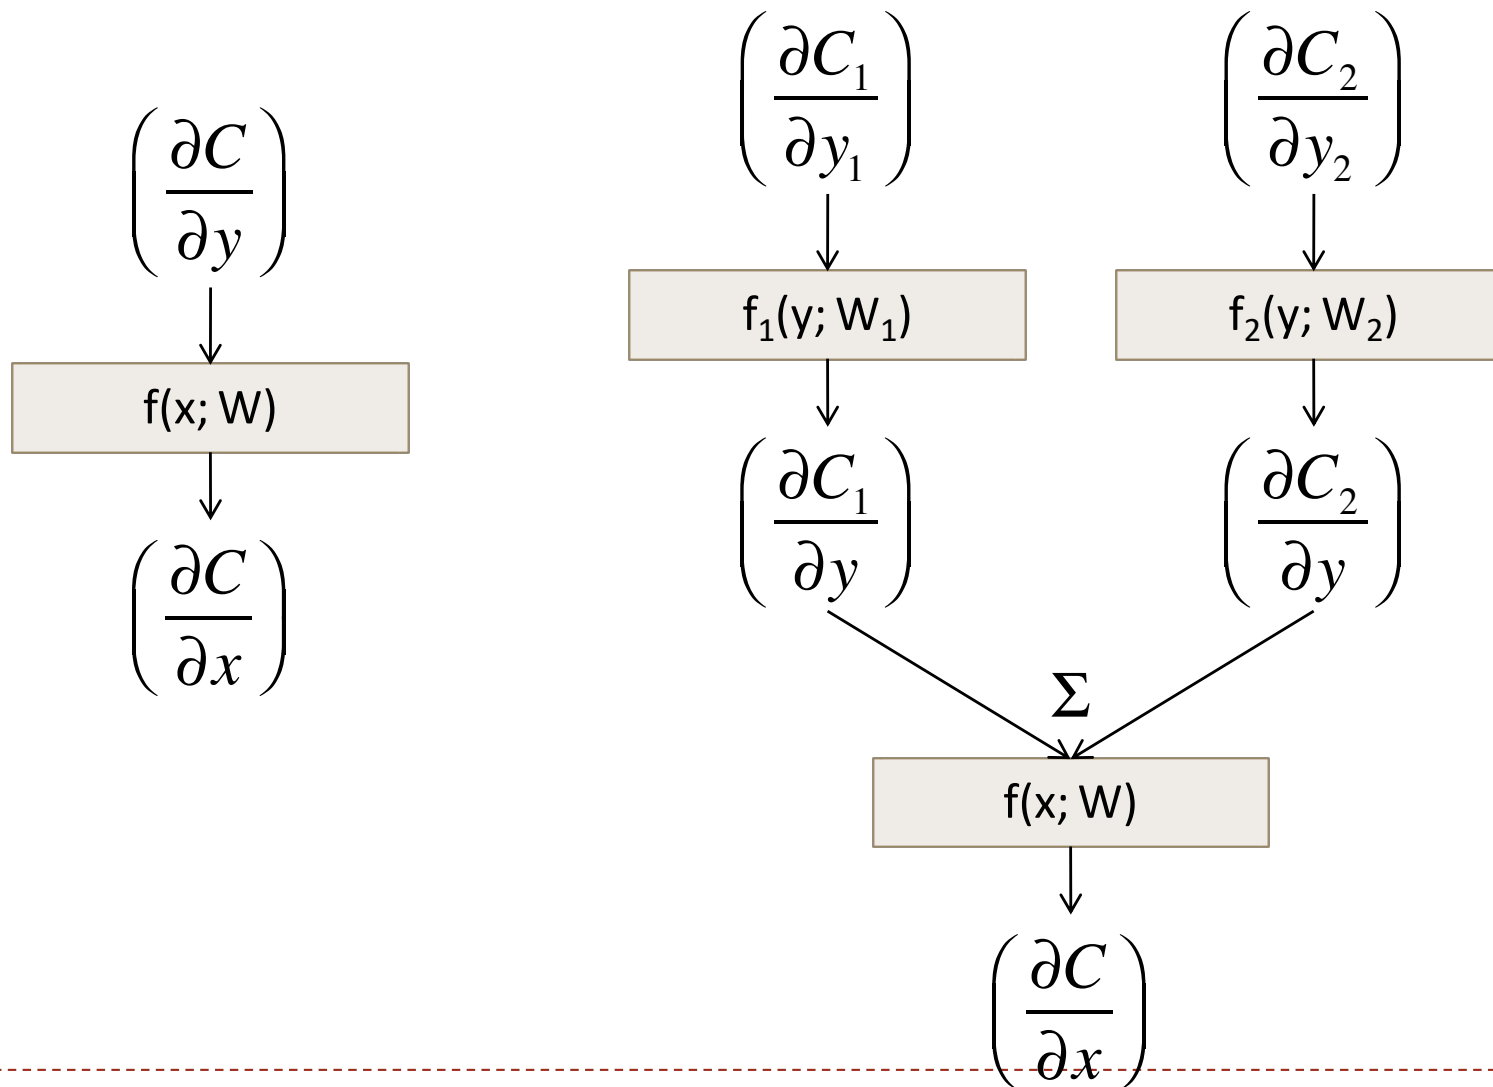 (∂C/∂y)
f(x; W)
(∂C/∂x)
(∂C₁/∂y₁)
f₁(y; W₁)
(∂C₁/∂y)
(∂C₂/∂y₂)
f₂(y; W₂)
(∂C₂/∂y)
Σ
f(x; W)
(∂C/∂x)